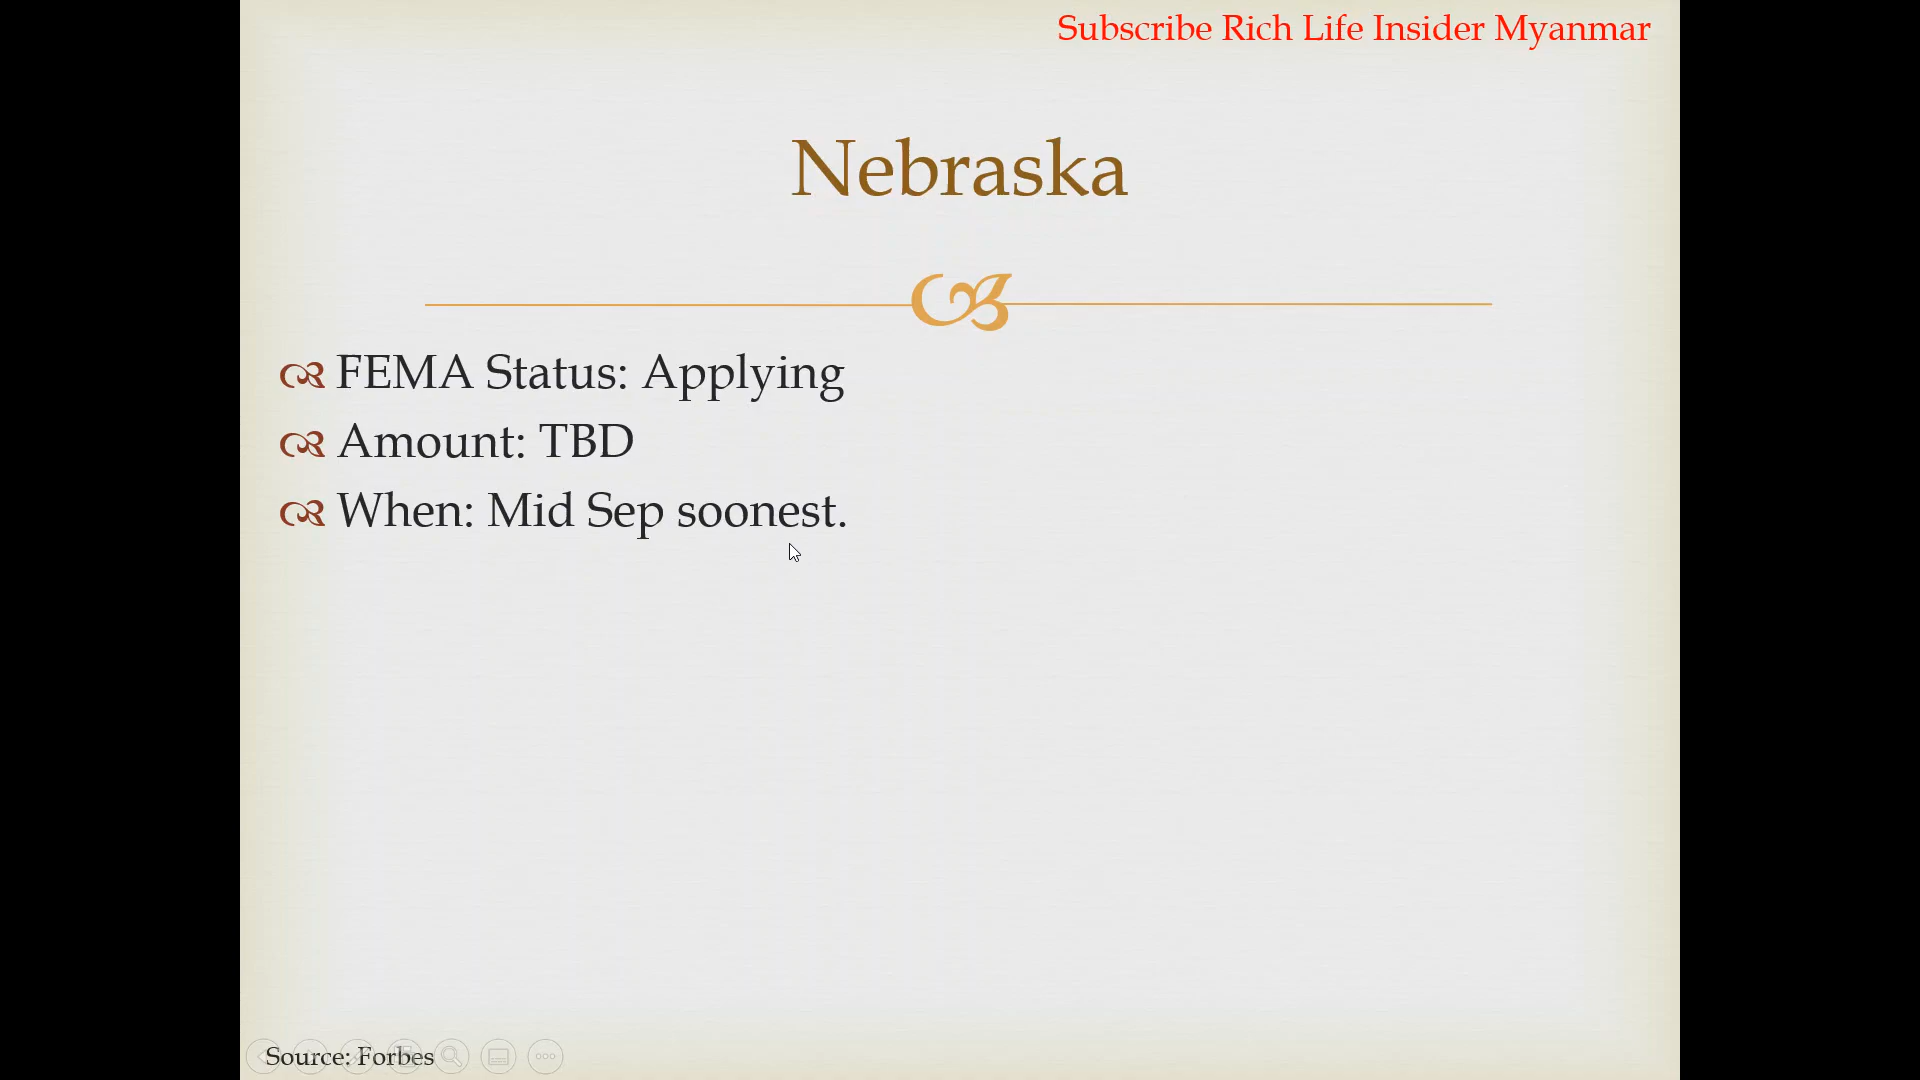 Subscribe Rich Life Insider Myanmar
Nebraska
FEMA Status: Applying
Amount: TBD
When: Mid Sep soonest.
Source: Forbes